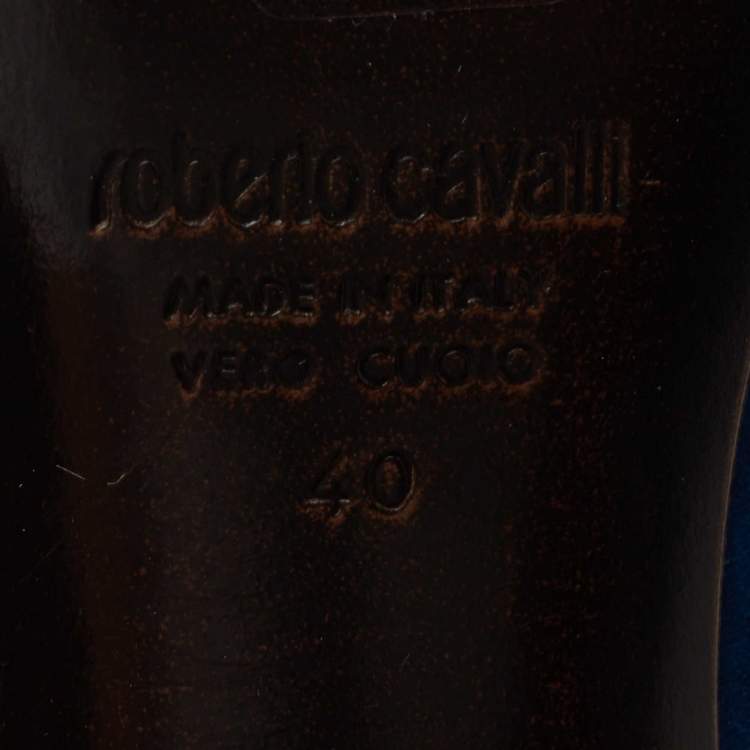 roberto cavalli
MADE IN ITALY
VERO CUOIO
40